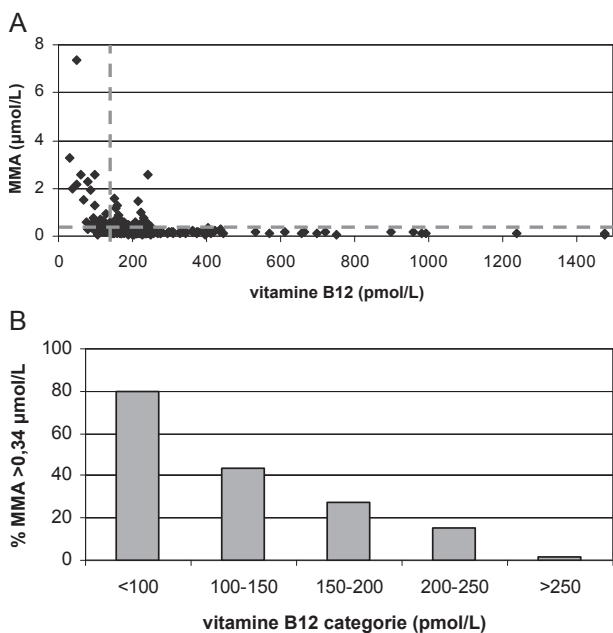 A
8
6
4
2
0
MMA (µmol/L)
0 200 400 600 800 1000 1200 1400
vitamine B12 (pmol/L)
B
100
80
60
40
20
0
% MMA >0,34 µmol/L
<100 100-150 150-200 200-250 >250
vitamine B12 categorie (pmol/L)